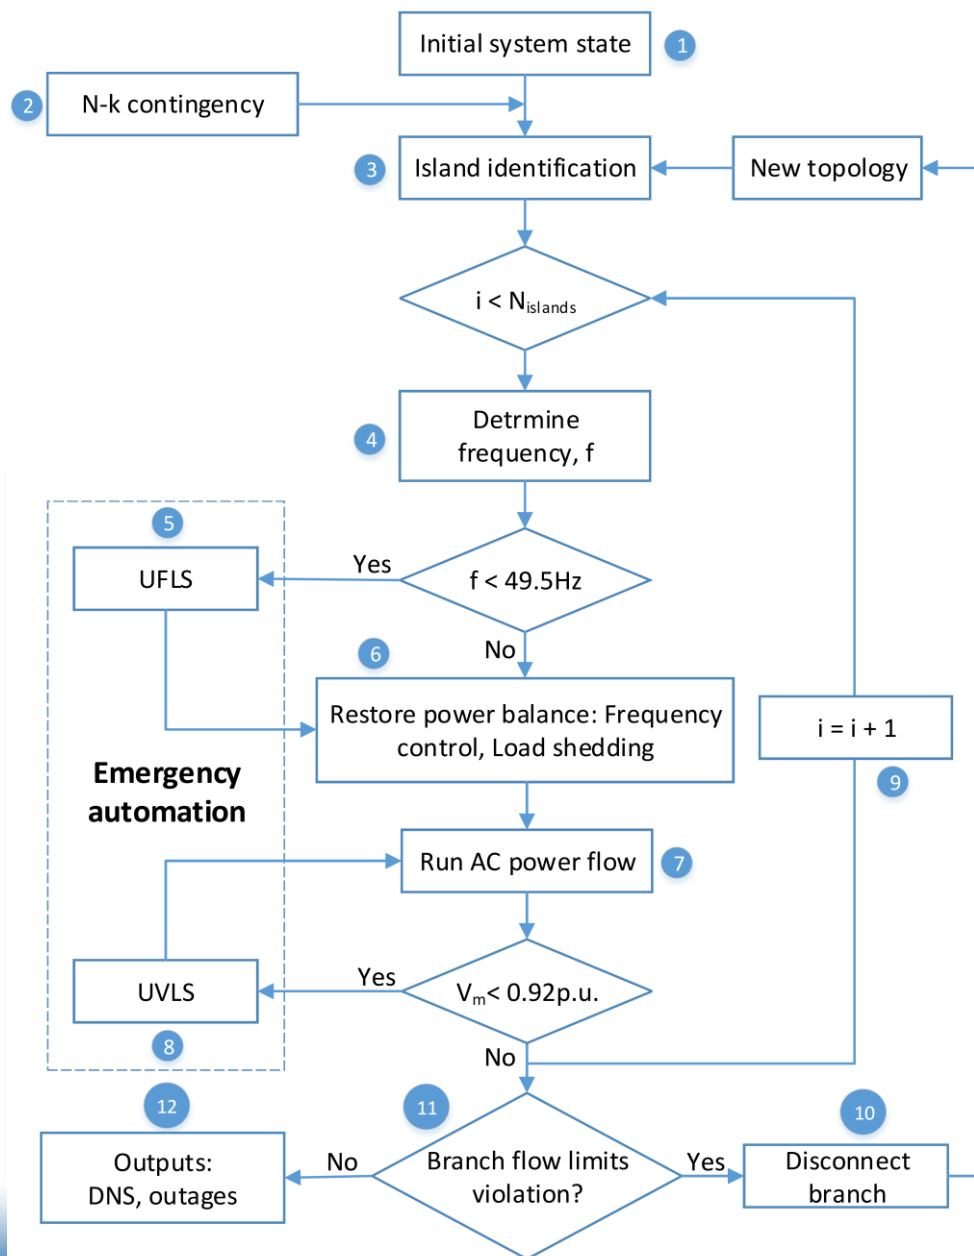 Initial system state
1
2
N-k contingency
3
Island identification
New topology
i < Nislands
4
Detrmine
frequency, f
5
UFLS
Yes
f < 49.5Hz
No
6
Restore power balance: Frequency
control, Load shedding
i = i + 1
9
Emergency
automation
Run AC power flow
7
UVLS
8
Yes
Vm< 0.92p.u.
No
12
Outputs:
DNS, outages
No
11
Branch flow limits
violation?
Yes
10
Disconnect
branch